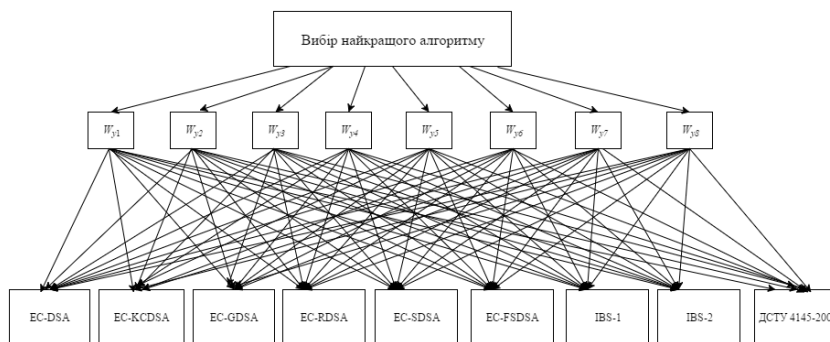 Вибір найкращого алгоритму
Wy1 Wy2 Wy3 Wy4 Wy5 Wy6 Wy7 Wy8
EC-DSA EC-KCDSA EC-GDSA EC-RDSA EC-SDSA EC-FSDSA IBS-1 IBS-2 ДСТУ 4145-200